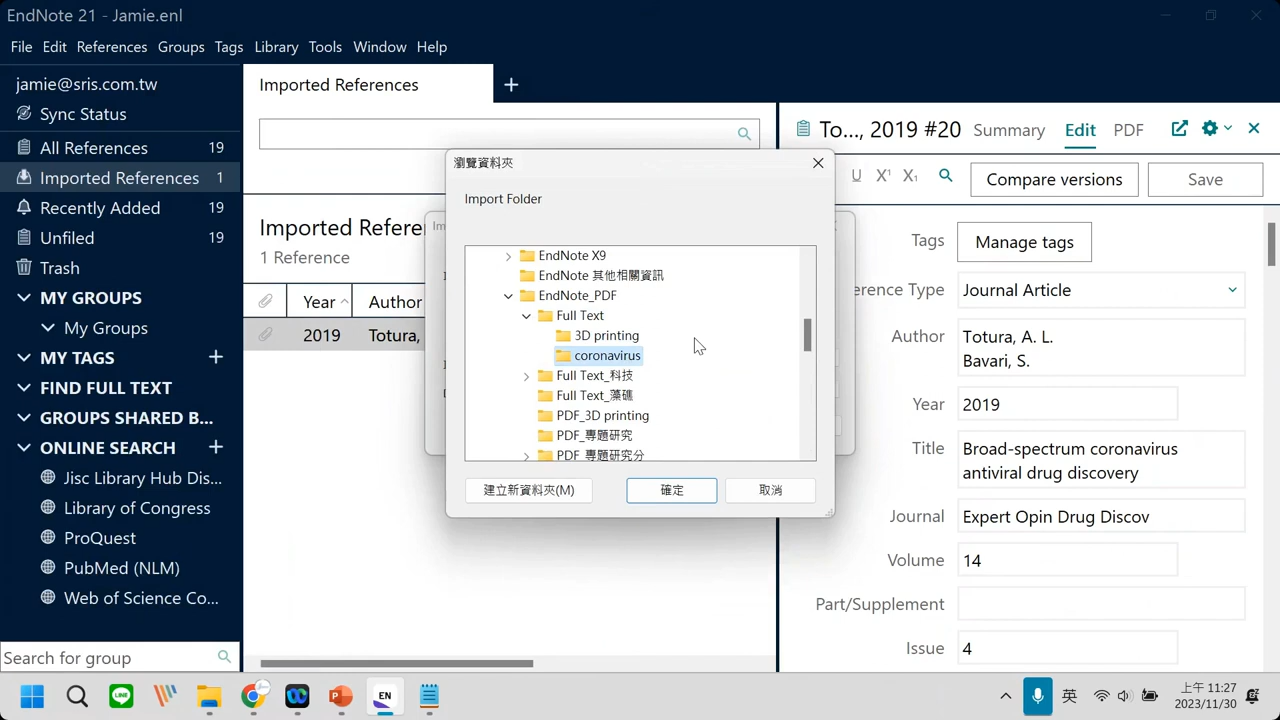 EndNote 21 - Jamie.enl
File Edit References Groups Tags Library Tools Window Help
jamie@sris.com.tw
Sync Status
All References 19
Imported References 1
Recently Added 19
Unfiled 19
Trash
MY GROUPS
My Groups
MY TAGS
FIND FULL TEXT
GROUPS SHARED B...
ONLINE SEARCH
Jisc Library Hub Dis...
Library of Congress
ProQuest
PubMed (NLM)
Web of Science Co...
Search for group
Imported References
Imported Refere
1 Reference
Year Author
2019 Totura,
瀏覽資料夾
Import Folder
EndNote X9
EndNote 其他相關資訊
EndNote_PDF
Full Text
3D printing
coronavirus
Full Text_科技
Full Text_藻礁
PDF_3D printing
PDF_專題研究
PDF_專題研究分
建立新資料夾(M) 確定 取消
To..., 2019 #20 Summary Edit PDF
U X¹ X₁ Compare versions Save
Tags Manage tags
erence Type Journal Article
Author Totura, A. L.
Bavari, S.
Year 2019
Title Broad-spectrum coronavirus
antiviral drug discovery
Journal Expert Opin Drug Discov
Volume 14
Part/Supplement
Issue 4
LINE
EN
英
上午 11:27
2023/11/30